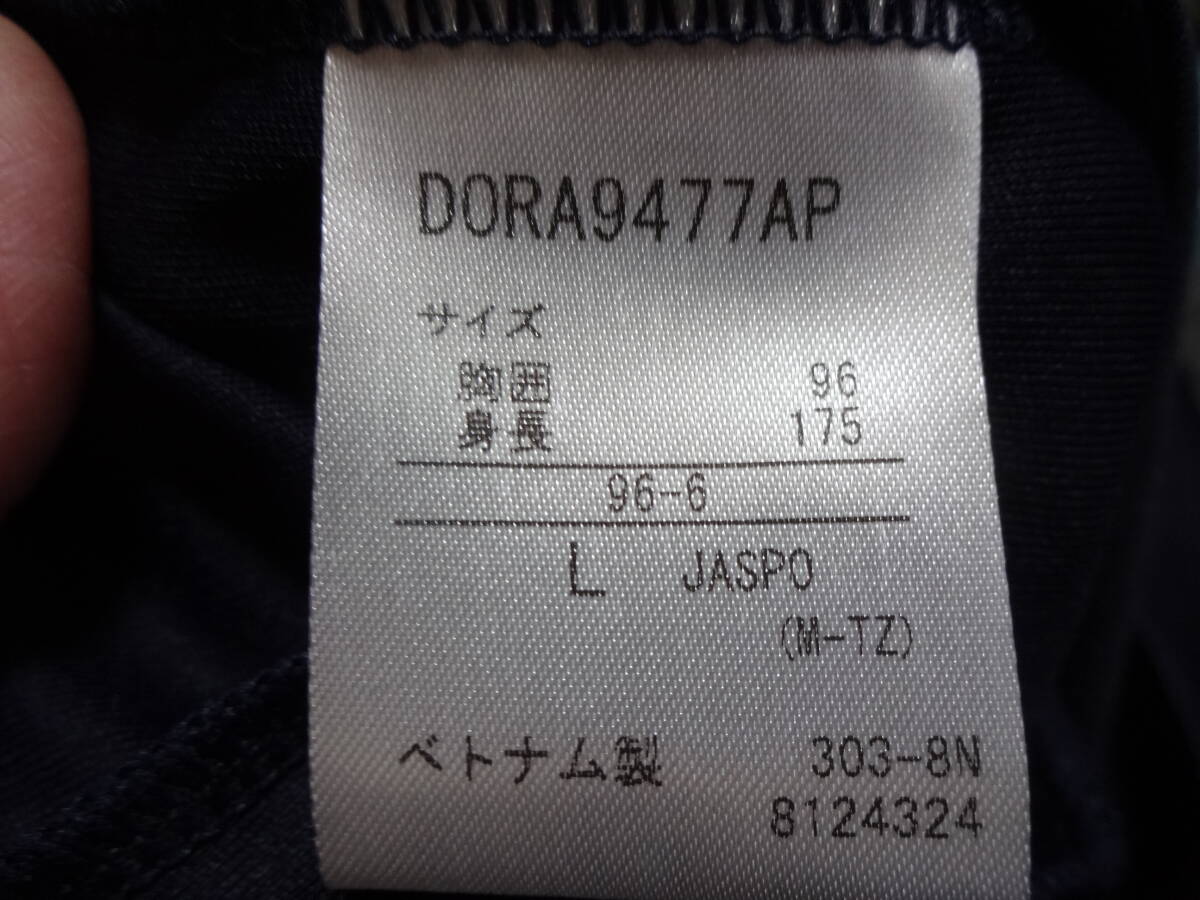 DORA9477AP
サイズ
胸囲 96
身長 175
96-6
L JASPO
(M-TZ)
ベトナム製 303-8N
8124324